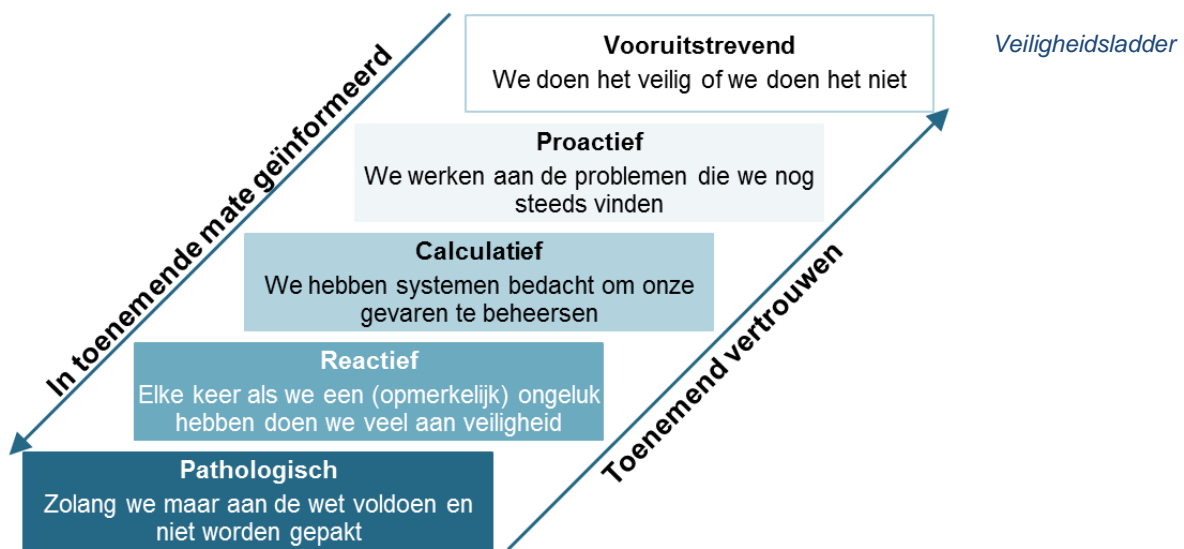 Veiligheidsladder
Vooruitstrevend
We doen het veilig of we doen het niet
Proactief
We werken aan de problemen die we nog
steeds vinden
Calculatief
We hebben systemen bedacht om onze
gevaren te beheersen
Reactief
Elke keer als we een (opmerkelijk) ongeluk
hebben doen we veel aan veiligheid
Pathologisch
Zolang we maar aan de wet voldoen en
niet worden gepakt
In toenemende mate geïnformeerd
Toenemend vertrouwen